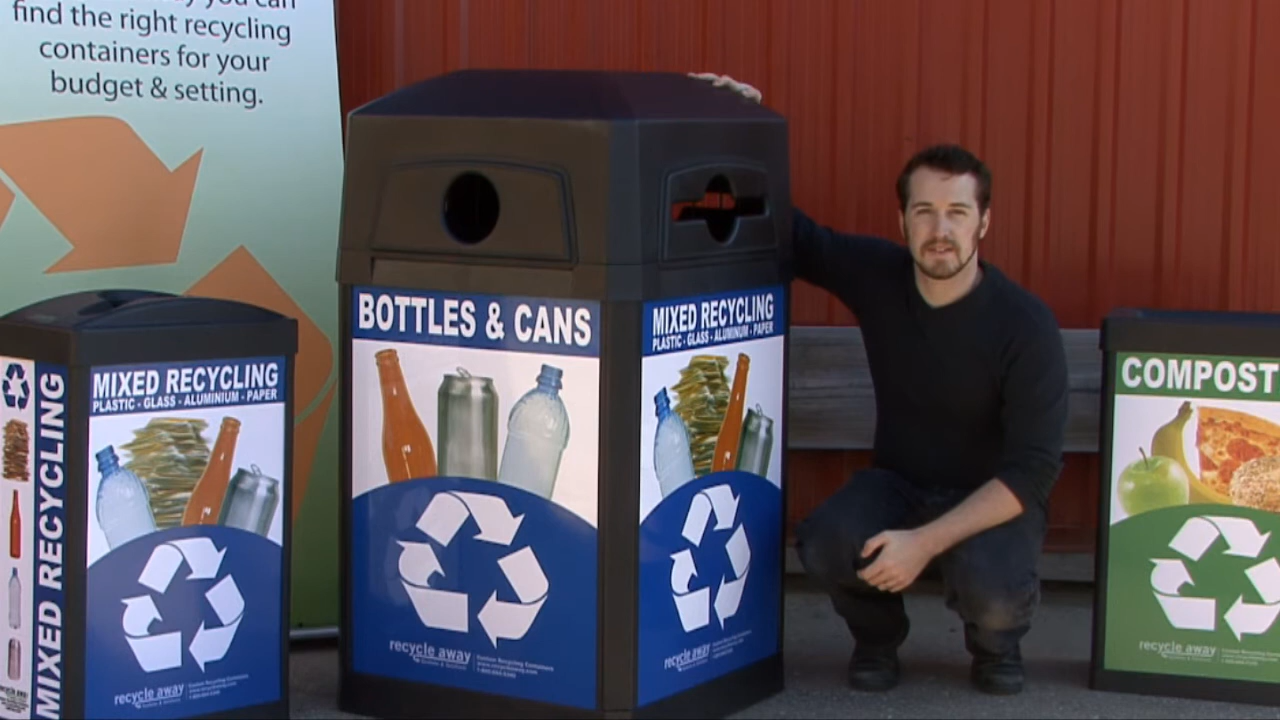 find the right recycling
containers for your
budget & setting.
MIXED RECYCLING
MIXED RECYCLING
PLASTIC - GLASS - ALUMINIUM - PAPER
recycle away
BOTTLES & CANS
recycle away
MIXED RECYCLING
PLASTIC - GLASS - ALUMINUM - PAPER
recycle away
COMPOST
recycle away